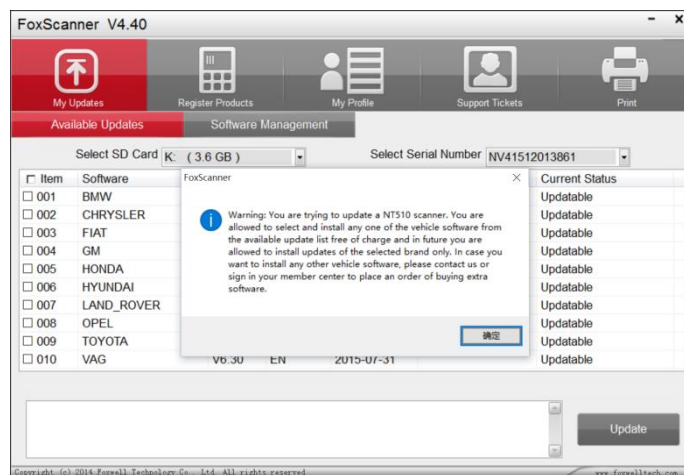 FoxScanner V4.40
My Updates
Register Products
My Profile
Support Tickets
Print
Available Updates
Software Management
Select SD Card K: ( 3.6 GB )
Select Serial Number NV41512013861
Item Software Current Status
001 BMW Updatable
002 CHRYSLER Updatable
003 FIAT Updatable
004 GM Updatable
005 HONDA Updatable
006 HYUNDAI Updatable
007 LAND_ROVER Updatable
008 OPEL Updatable
009 TOYOTA Updatable
010 VAG V6.30 EN 2015-07-31 Updatable
FoxScanner
Warning: You are trying to update a NT510 scanner. You are
allowed to select and install any one of the vehicle software from
the available update list free of charge and in future you are
allowed to install updates of the selected brand only. In case you
want to install any other vehicle software, please contact us or
sign in your member center to place an order of buying extra
software.
确定
Update
Copyright (c) 2014 Foxwell Technology Co., Ltd. All rights reserved
www.foxwelltech.com